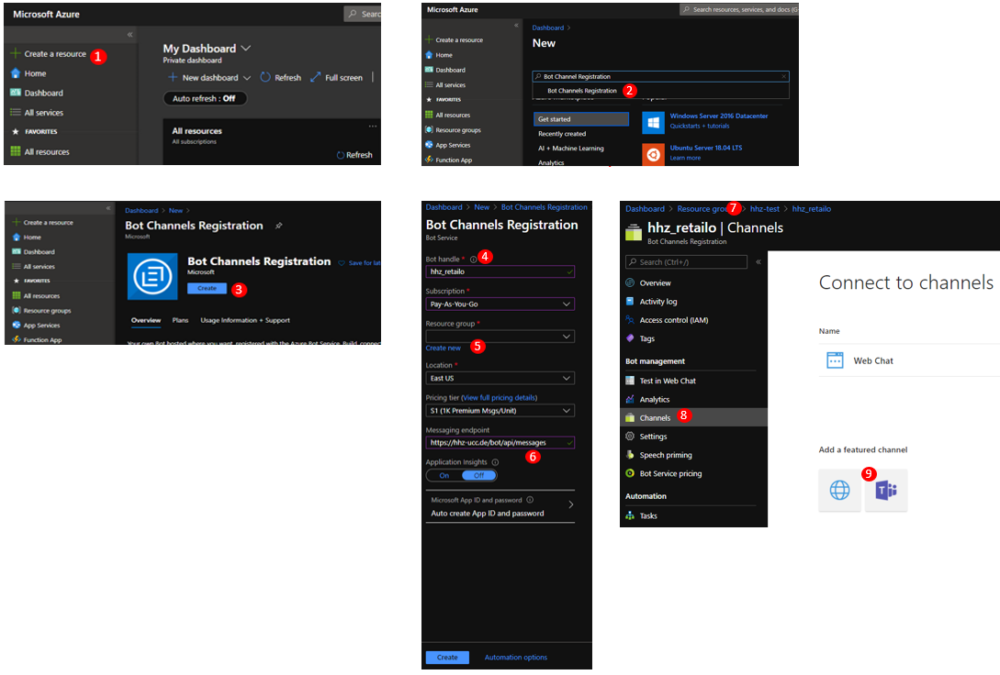 Microsoft Azure
Searc
Create a resource 1
Home
Dashboard
All services
FAVORITES
All resources
My Dashboard
Private dashboard
New dashboard Refresh Full screen
Auto refresh : Off
All resources
All subscriptions
Refresh
Microsoft Azure
Search resources, services, and docs (G+
Create a resource
Home
Dashboard
All services
FAVORITES
All resources
Resource groups
App Services
Function App
Dashboard >
New
Bot Channel Registration
Bot Channels Registration 2
Get started
Recently created
AI + Machine Learning
Analytics
Windows Server 2016 Datacenter
Quickstarts + tutorials
Ubuntu Server 18.04 LTS
Learn more
Create a resource
Home
Dashboard
All services
FAVORITES
All resources
Resource groups
App Services
Function App
Dashboard > New >
Bot Channels Registration
Microsoft
Bot Channels Registration
Save for lat
Microsoft
Create 3
Overview Plans Usage Information + Support
Your own Bot hosted where you want, registered with the Azure Bot Service. Build, connec
Dashboard > New > Bot Channels Registration
Bot Channels Registration
Bot Service
Bot handle * 4
hhz_retailo
Subscription *
Pay-As-You-Go
Resource group *
Create new 5
Location *
East US
Pricing tier (View full pricing details)
S1 (1K Premium Msgs/Unit)
Messaging endpoint
https://hhz-ucc.de/bot/api/messages
6
Application Insights
On Off
Microsoft App ID and password
Auto create App ID and password
Create Automation options
Dashboard > Resource grou 7 > hhz-test > hhz_retailo
hhz_retailo | Channels
Bot Channels Registration
Search (Ctrl+/)
Overview
Activity log
Access control (IAM)
Tags
Bot management
Test in Web Chat
Analytics
Channels 8
Settings
Speech priming
Bot Service pricing
Automation
Tasks
Connect to channels
Name
Web Chat
Add a featured channel
9